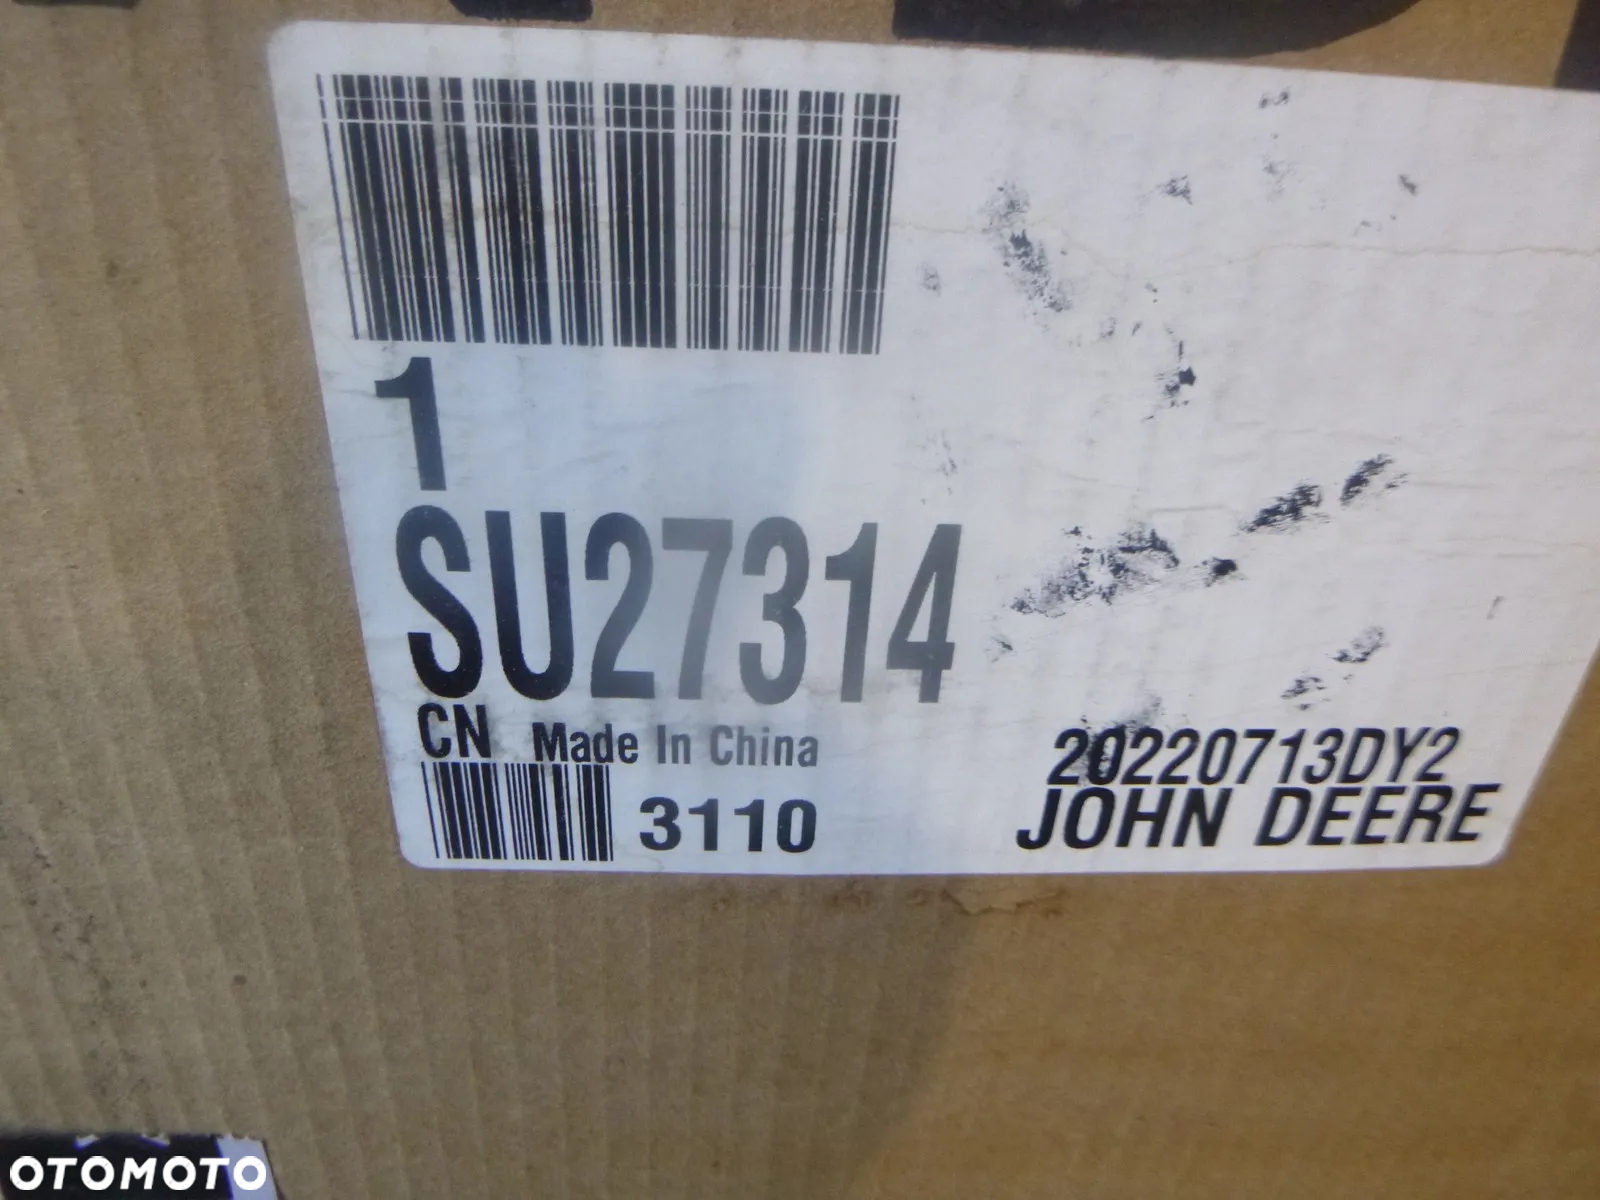 1
SU27314
CN Made In China
3110
20220713DY2
JOHN DEERE
OTOMOTO